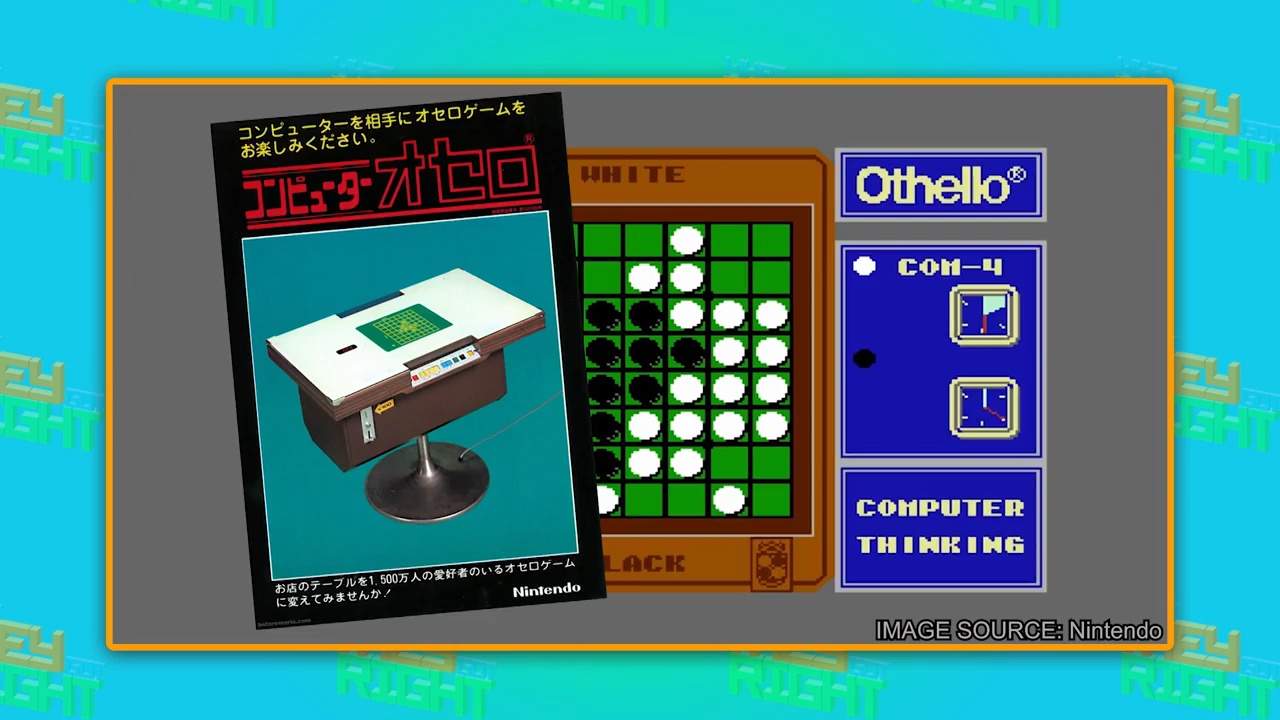 コンピューターを相手にオセロゲームを
お楽しみください。
コンピューターオセロ®
お店のテーブルを1,500万人の愛好者のいるオセロゲーム
に変えてみませんか!
Nintendo
beforemario.com
WHITE
LACK
Othello®
COM-4
COMPUTER
THINKING
IMAGE SOURCE: Nintendo